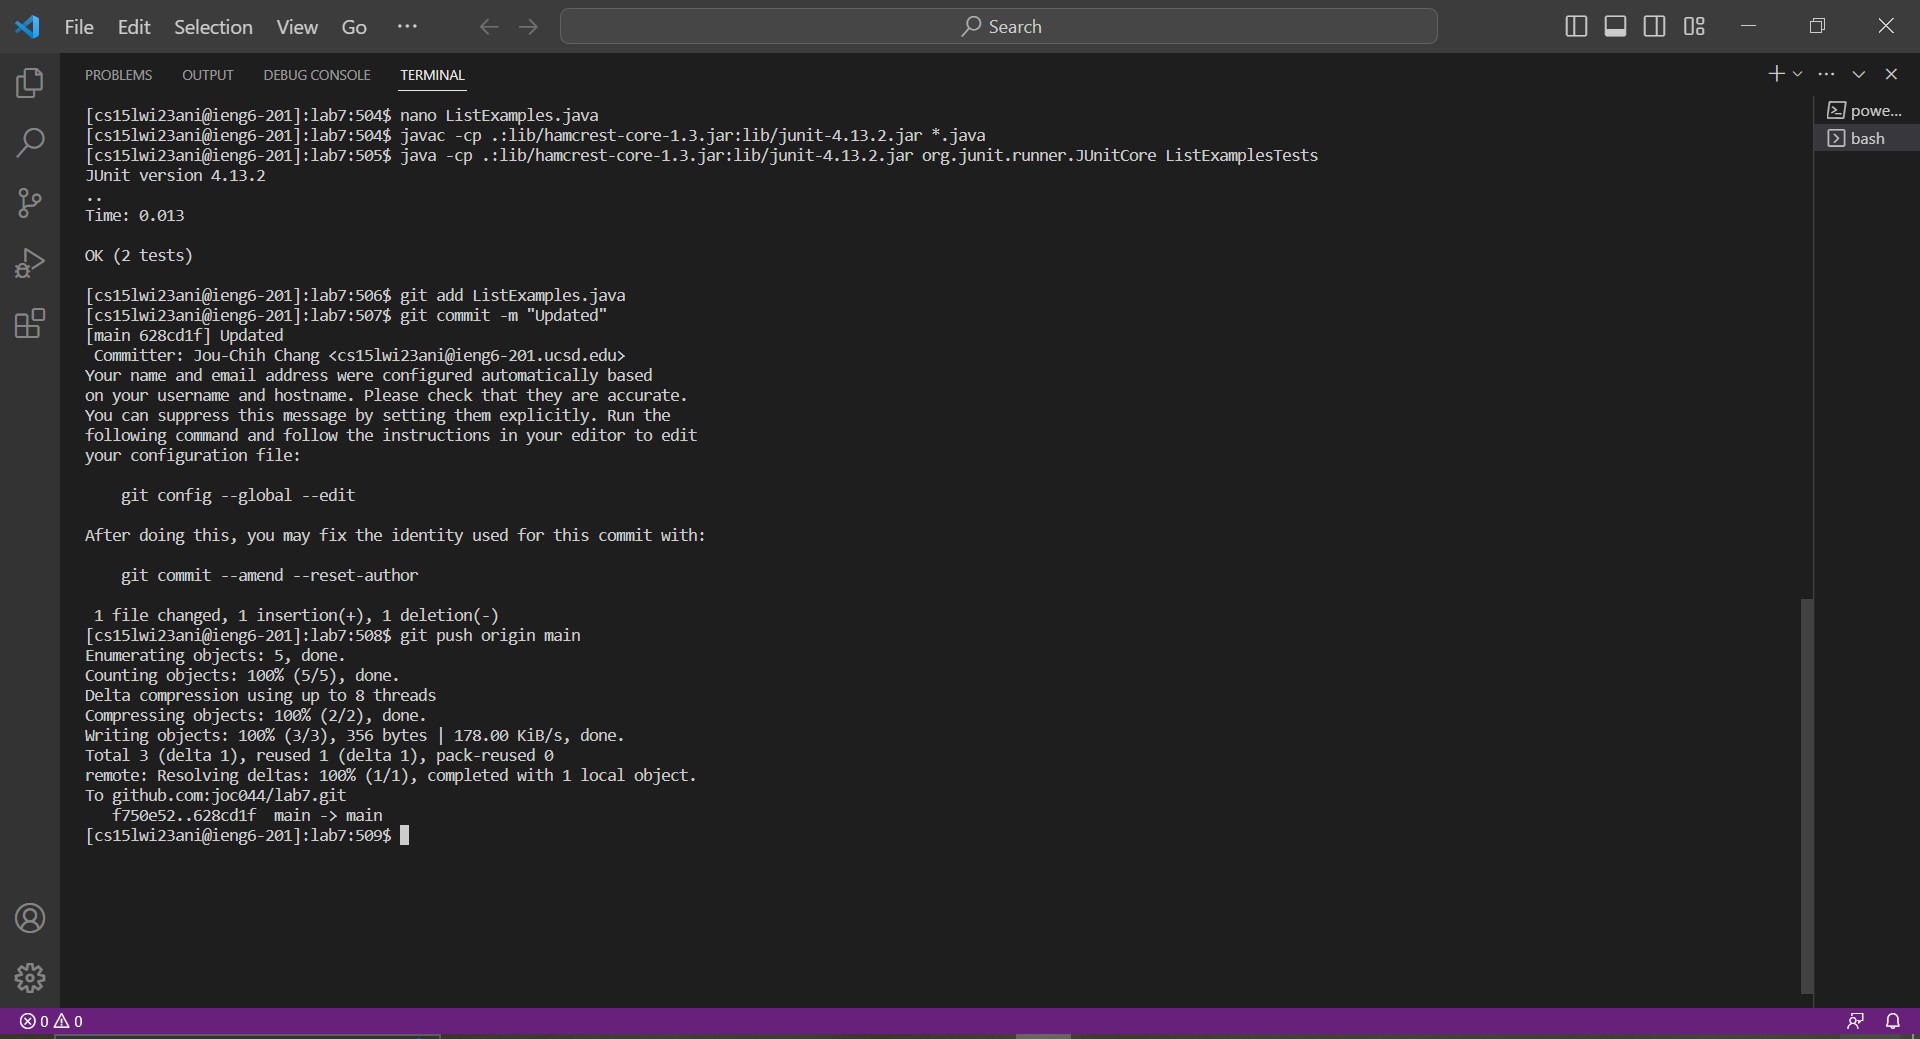 File Edit Selection View Go ··· Search
PROBLEMS OUTPUT DEBUG CONSOLE TERMINAL
[cs15lwi23ani@ieng6-201]:lab7:504$ nano ListExamples.java
[cs15lwi23ani@ieng6-201]:lab7:504$ javac -cp .:lib/hamcrest-core-1.3.jar:lib/junit-4.13.2.jar *.java
[cs15lwi23ani@ieng6-201]:lab7:505$ java -cp .:lib/hamcrest-core-1.3.jar:lib/junit-4.13.2.jar org.junit.runner.JUnitCore ListExamplesTests
JUnit version 4.13.2
..
Time: 0.013
OK (2 tests)
[cs15lwi23ani@ieng6-201]:lab7:506$ git add ListExamples.java
[cs15lwi23ani@ieng6-201]:lab7:507$ git commit -m "Updated"
[main 628cd1f] Updated
Committer: Jou-Chih Chang <cs15lwi23ani@ieng6-201.ucsd.edu>
Your name and email address were configured automatically based
on your username and hostname. Please check that they are accurate.
You can suppress this message by setting them explicitly. Run the
following command and follow the instructions in your editor to edit
your configuration file:
git config --global --edit
After doing this, you may fix the identity used for this commit with:
git commit --amend --reset-author
1 file changed, 1 insertion(+), 1 deletion(-)
[cs15lwi23ani@ieng6-201]:lab7:508$ git push origin main
Enumerating objects: 5, done.
Counting objects: 100% (5/5), done.
Delta compression using up to 8 threads
Compressing objects: 100% (2/2), done.
Writing objects: 100% (3/3), 356 bytes | 178.00 KiB/s, done.
Total 3 (delta 1), reused 1 (delta 1), pack-reused 0
remote: Resolving deltas: 100% (1/1), completed with 1 local object.
To github.com:joc044/lab7.git
f750e52..628cd1f  main -> main
[cs15lwi23ani@ieng6-201]:lab7:509$
powe...
bash
0 0